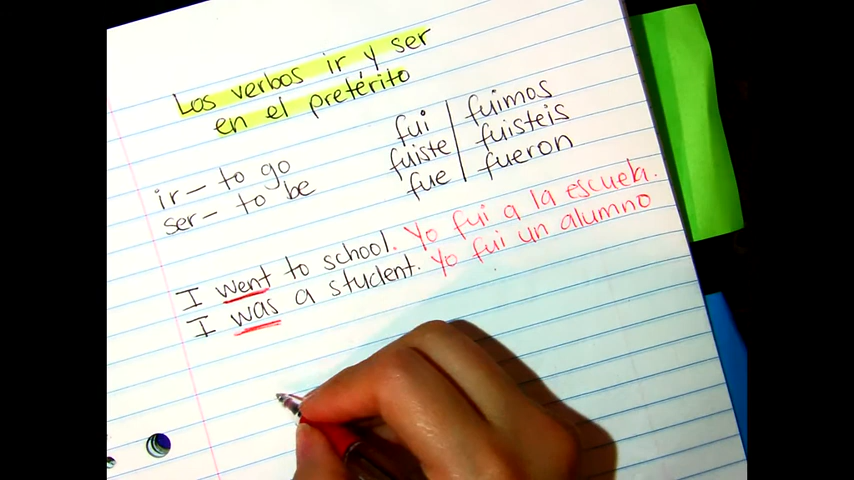 Los verbos ir y ser
en el pretérito
fui | fuimos
fuiste | fuisteis
fue | fueron
ir – to go
ser – to be
I went to school. Yo fui a la escuela.
I was a student. Yo fui un alumno